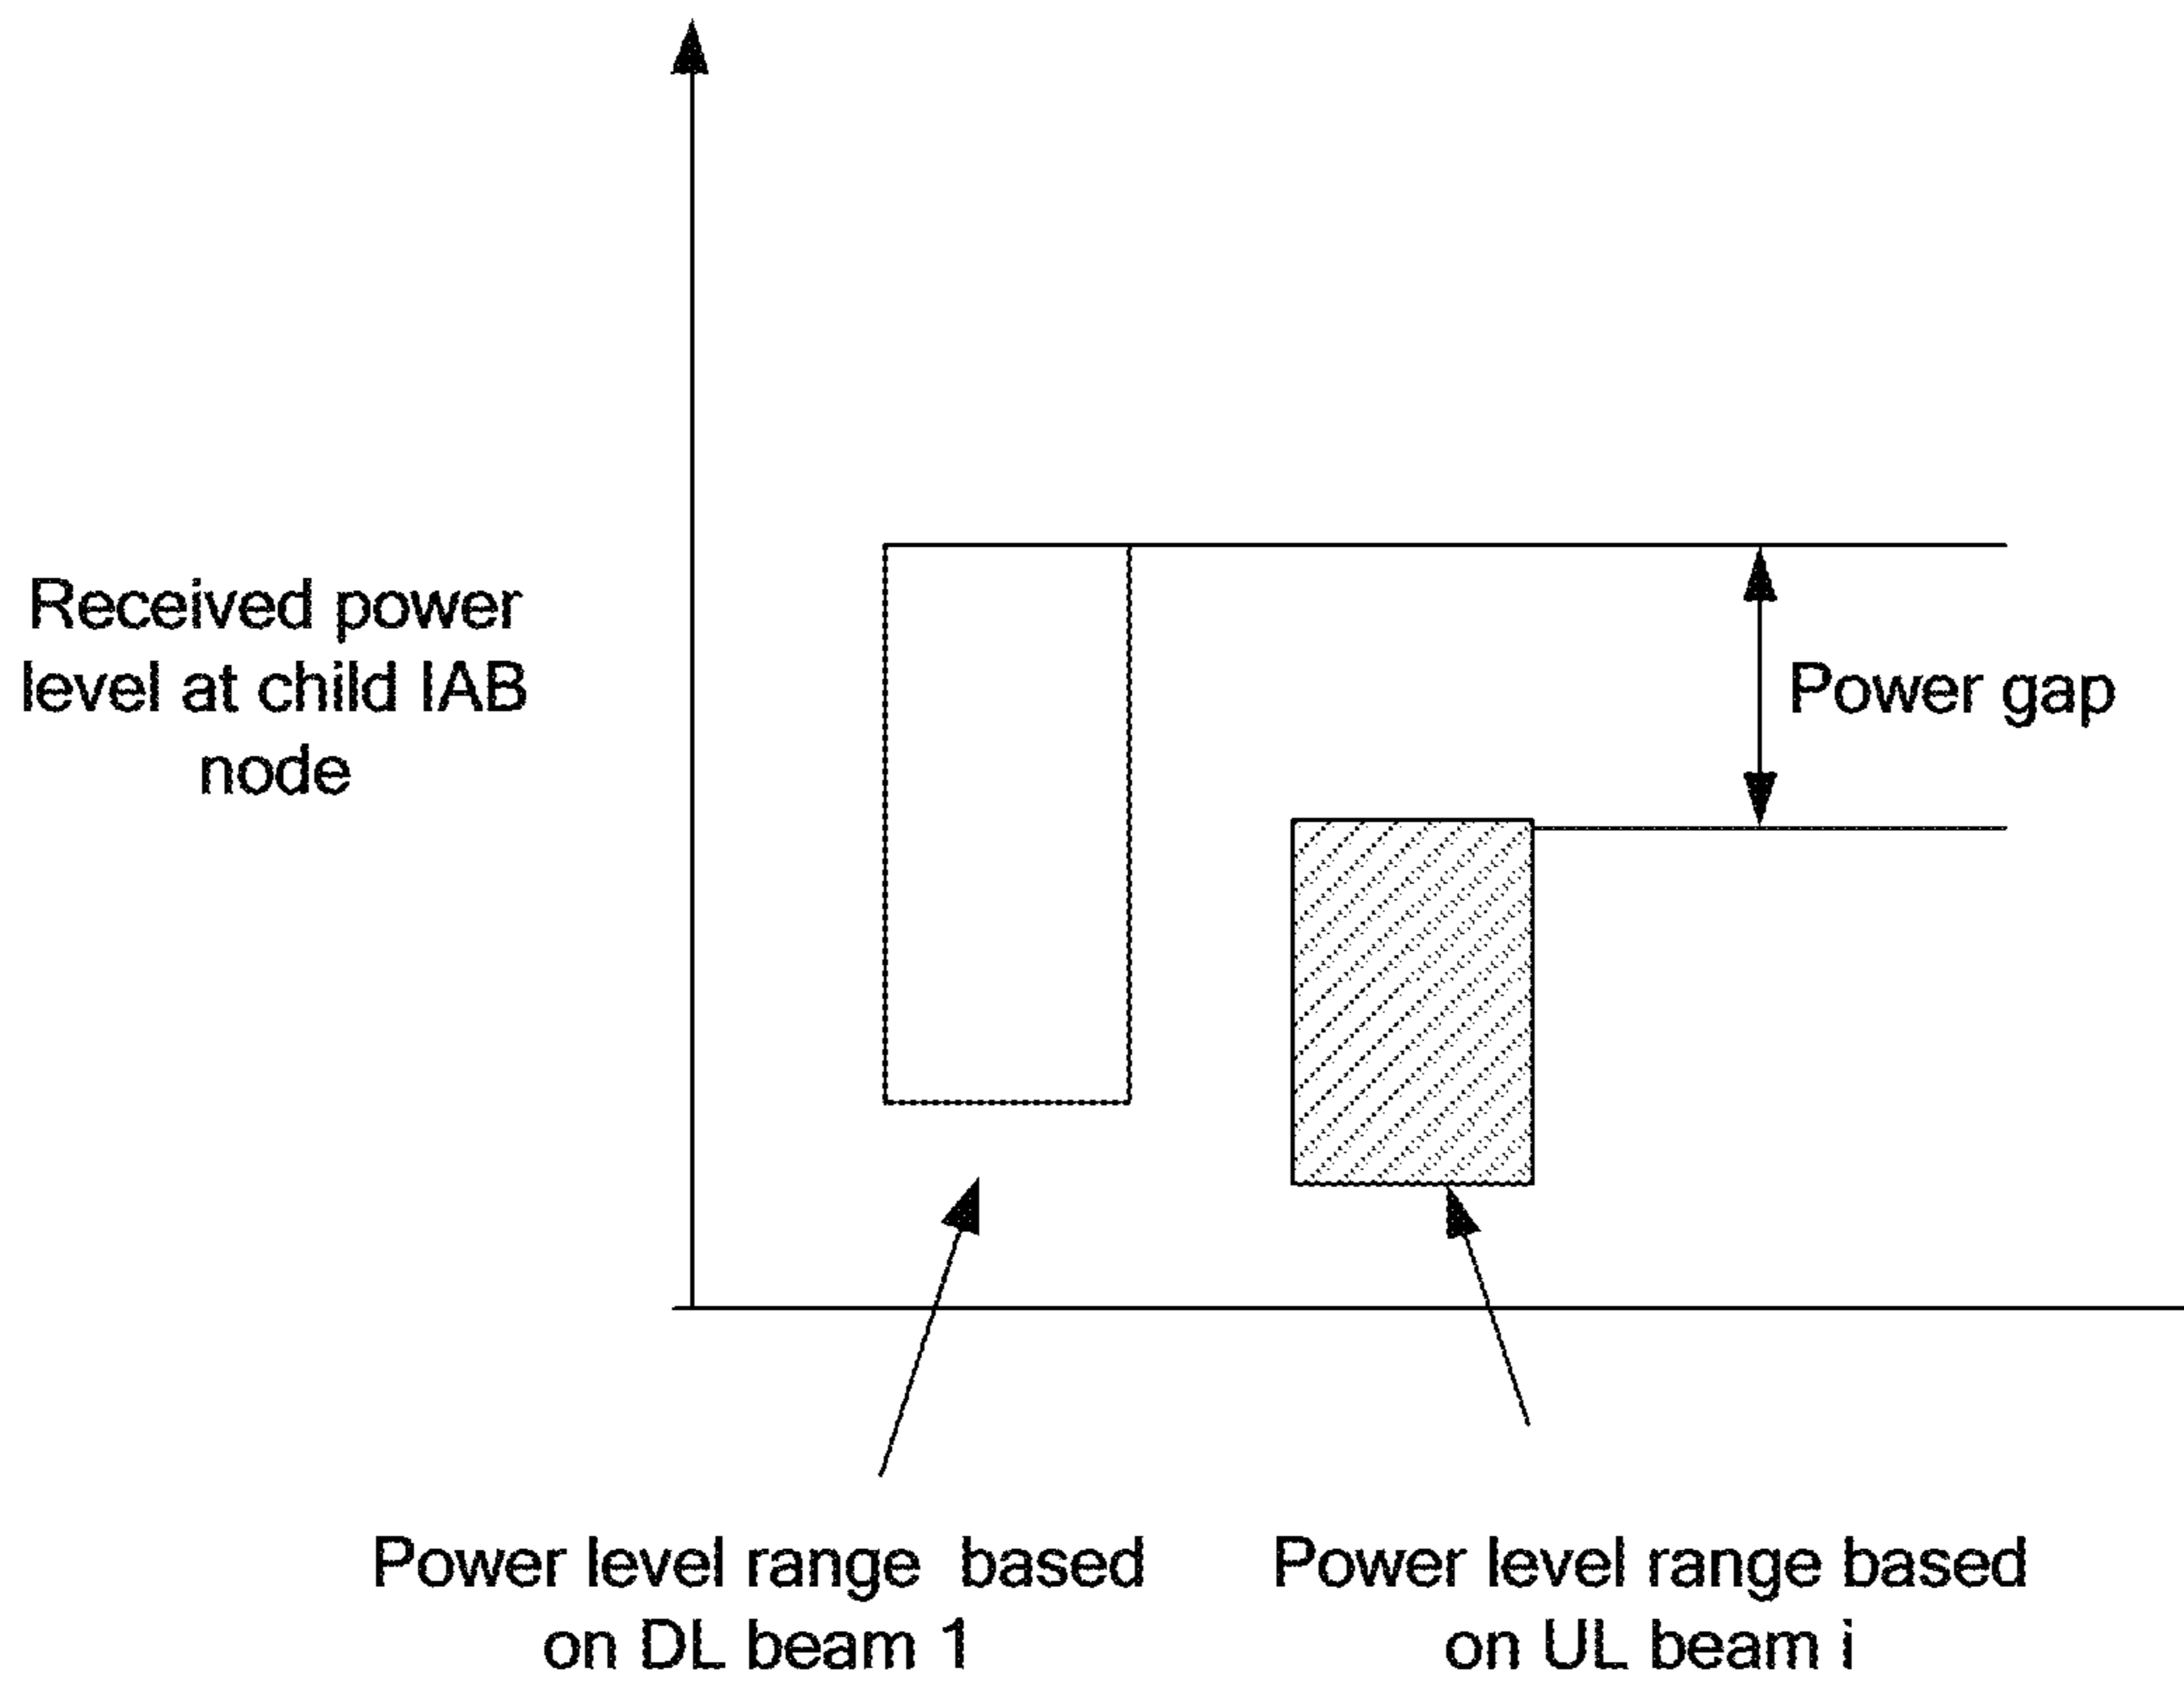 Received power
level at child IAB
node
Power gap
Power level range based
on DL beam 1
Power level range based
on UL beam i